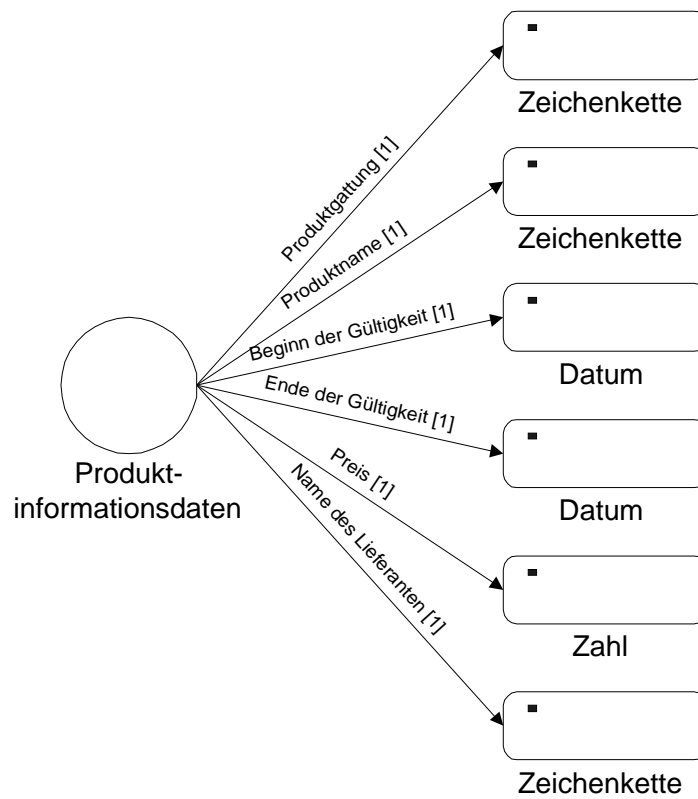 Zeichenkette
Produktgattung [1]
Zeichenkette
Produktname [1]
Beginn der Gültigkeit [1]
Datum
Ende der Gültigkeit [1]
Datum
Produkt-
informationsdaten
Preis [1]
Zahl
Name des Lieferanten [1]
Zeichenkette